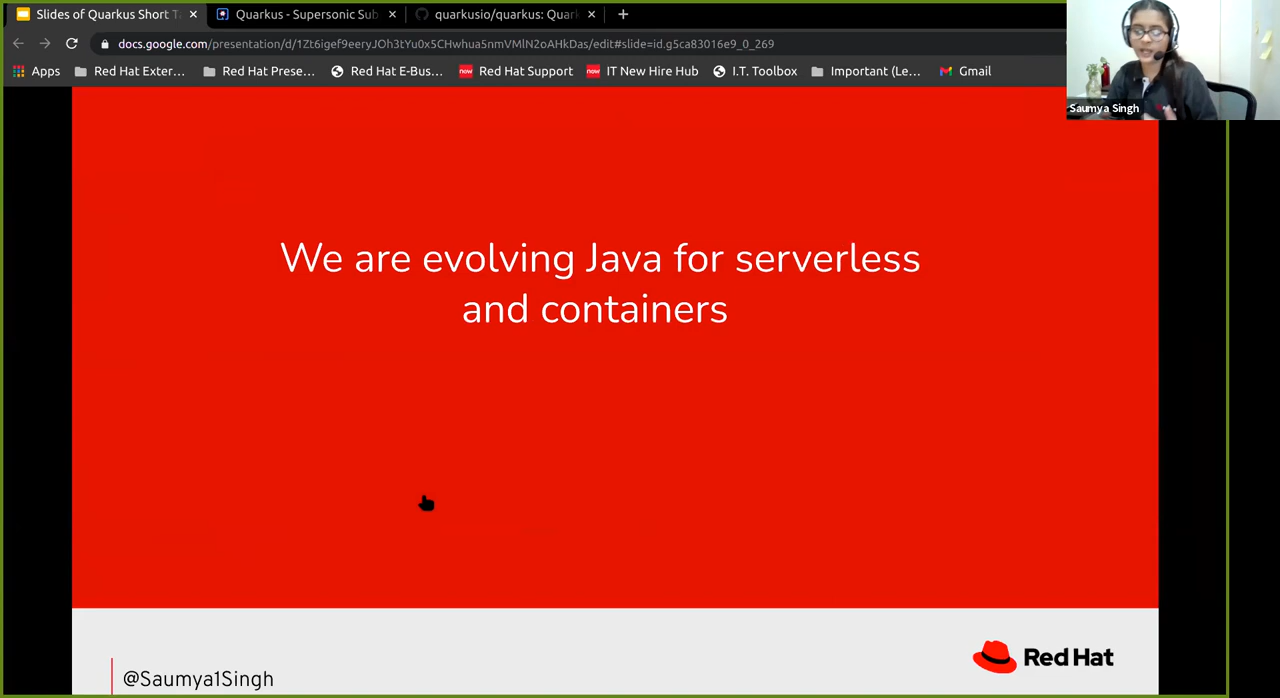 Slides of Quarkus Short T
Quarkus - Supersonic Sub
quarkusio/quarkus: Quar
docs.google.com/presentation/d/1Zt6igef9eeryJOh3tYu0x5CHwhua5nmVMlN2oAHkDas/edit#slide=id.g5ca83016e9_0_269
Apps
Red Hat Exter...
Red Hat Prese...
Red Hat E-Bus...
now
Red Hat Support
now
IT New Hire Hub
I.T. Toolbox
Important (Le...
Gmail
Saumya Singh
We are evolving Java for serverless
and containers
@Saumya1Singh
Red Hat